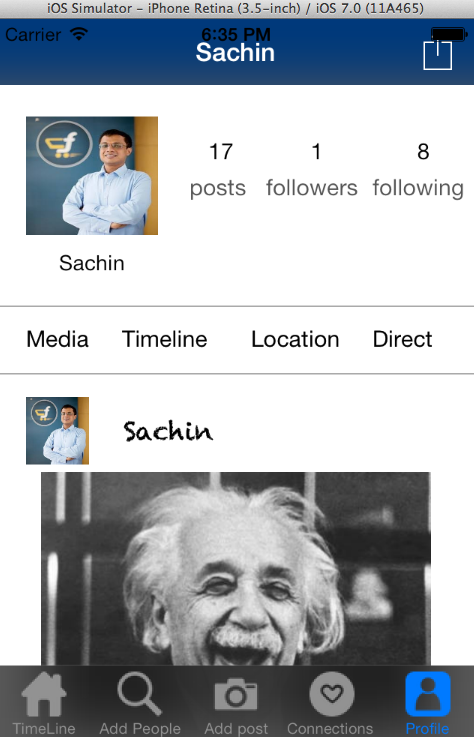 iOS Simulator - iPhone Retina (3.5-inch) / iOS 7.0 (11A465)
Carrier 6:35 PM
Sachin
17 1 8
posts followers following
Sachin
Media Timeline Location Direct
Sachin
TimeLine Add People Add post Connections Profile